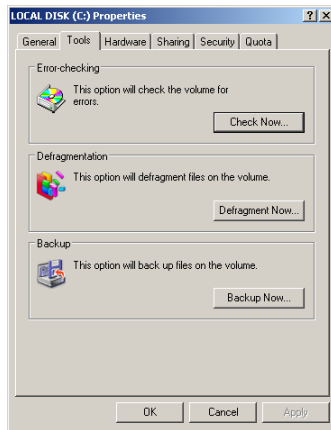 LOCAL DISK (C:) Properties
General Tools Hardware Sharing Security Quota
Error-checking
This option will check the volume for
errors.
Check Now...
Defragmentation
This option will defragment files on the volume.
Defragment Now...
Backup
This option will back up files on the volume.
Backup Now...
OK Cancel Apply